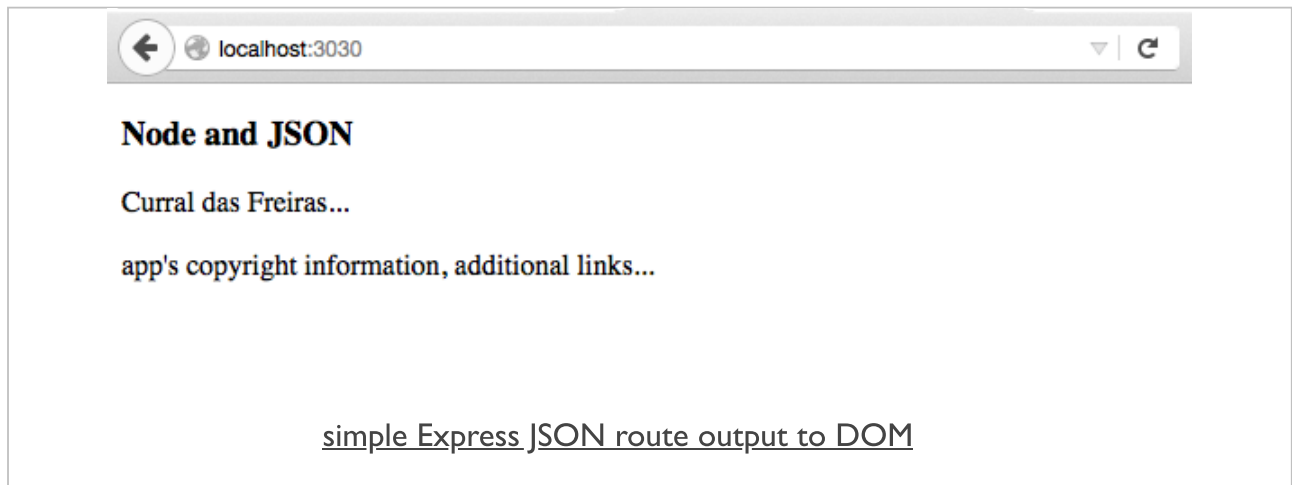 localhost:3030
Node and JSON
Curral das Freiras...
app's copyright information, additional links...
simple Express JSON route output to DOM